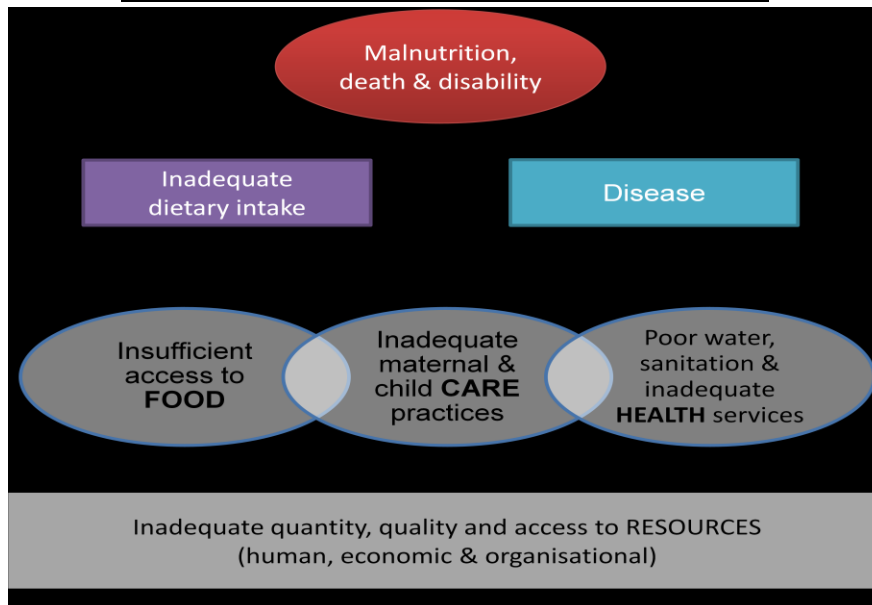 Malnutrition,
death & disability
Inadequate
dietary intake
Disease
Insufficient
access to
FOOD
Inadequate
maternal &
child CARE
practices
Poor water,
sanitation &
inadequate
HEALTH services
Inadequate quantity, quality and access to RESOURCES
(human, economic & organisational)